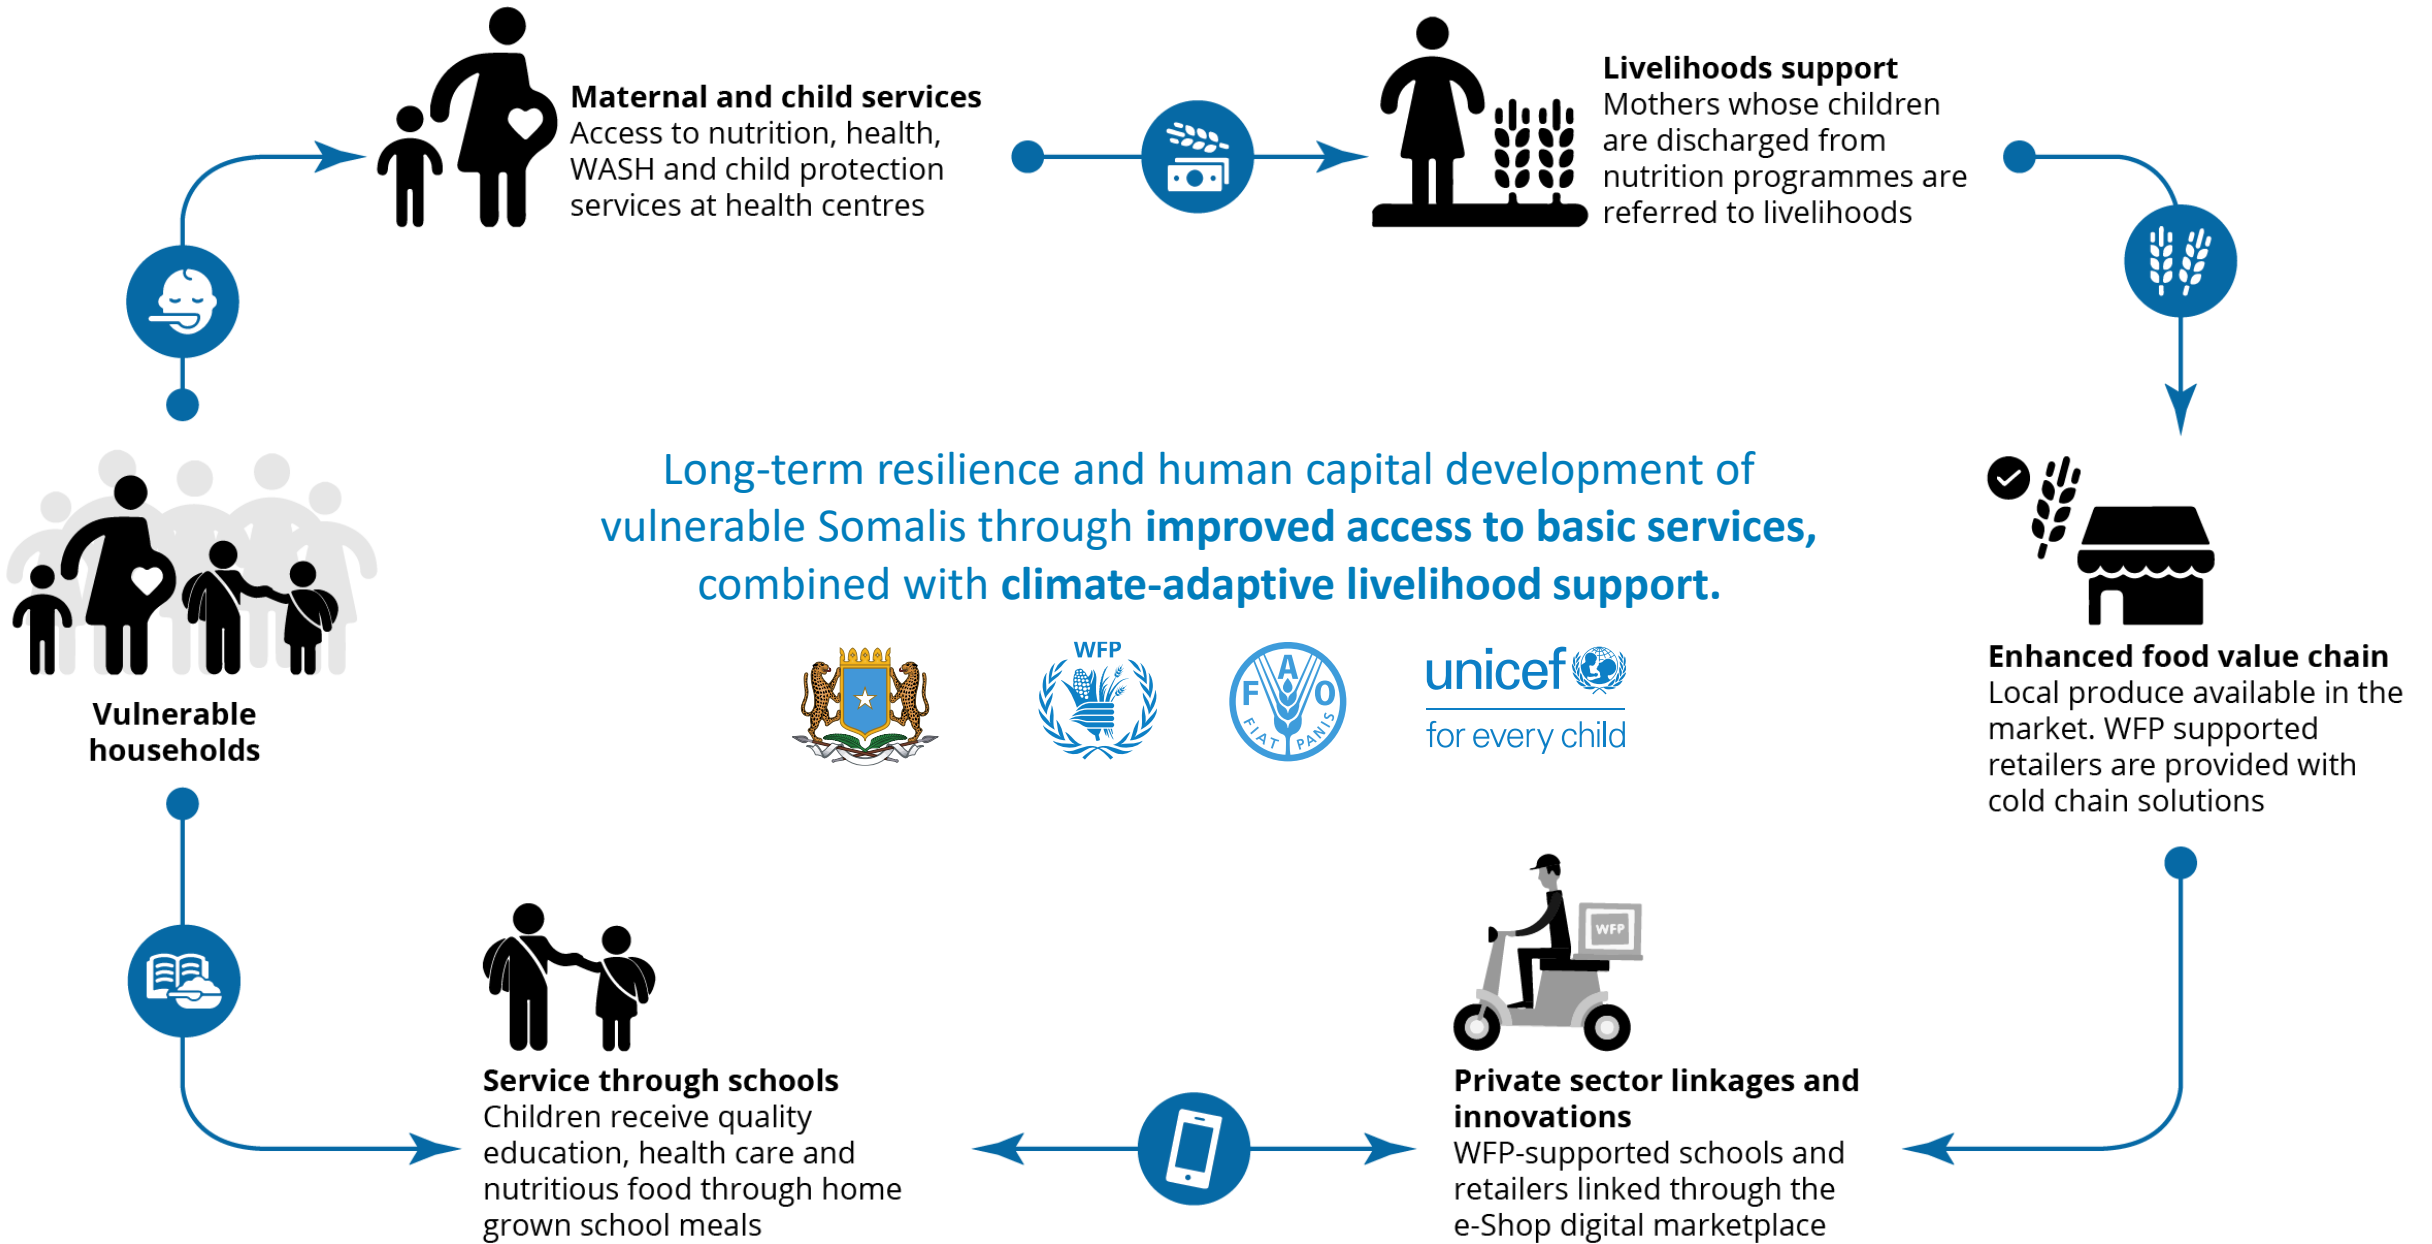 Maternal and child services
Access to nutrition, health,
WASH and child protection
services at health centres
Livelihoods support
Mothers whose children
are discharged from
nutrition programmes are
referred to livelihoods
Long-term resilience and human capital development of
vulnerable Somalis through improved access to basic services,
combined with climate-adaptive livelihood support.
WFP
F A O
FIAT PANIS
unicef
for every child
Vulnerable
households
Enhanced food value chain
Local produce available in the
market. WFP supported
retailers are provided with
cold chain solutions
Service through schools
Children receive quality
education, health care and
nutritious food through home
grown school meals
WFP
Private sector linkages and
innovations
WFP-supported schools and
retailers linked through the
e-Shop digital marketplace